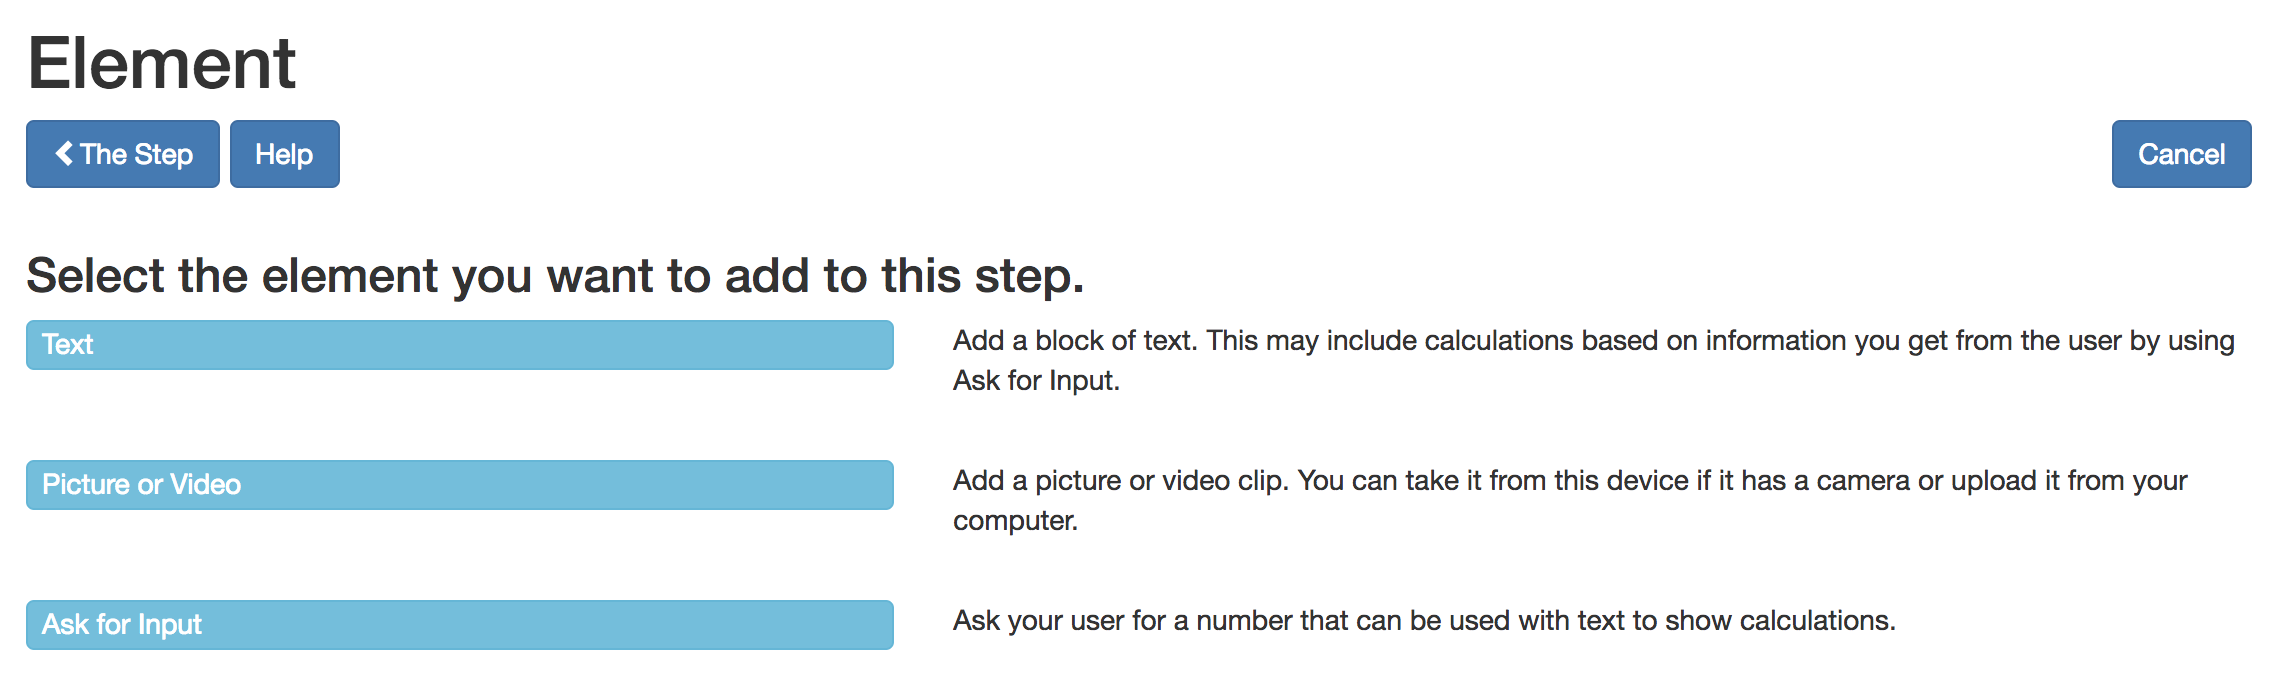 Element
The Step
Help
Cancel
Select the element you want to add to this step.
Text
Add a block of text. This may include calculations based on information you get from the user by using
Ask for Input.
Picture or Video
Add a picture or video clip. You can take it from this device if it has a camera or upload it from your
computer.
Ask for Input
Ask your user for a number that can be used with text to show calculations.